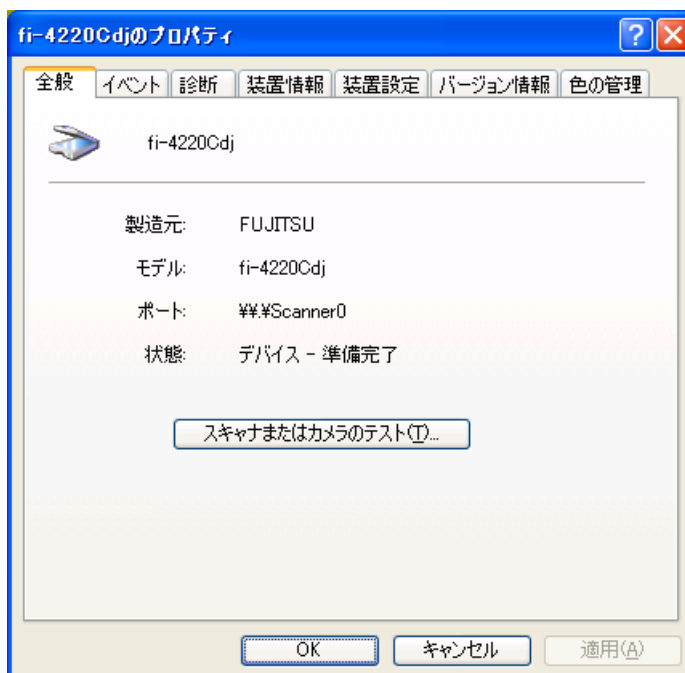 fi-4220Cdjのプロパティ
全般 イベント 診断 装置情報 装置設定 バージョン情報 色の管理
fi-4220Cdj
製造元: FUJITSU
モデル: fi-4220Cdj
ポート: ¥¥.¥Scanner0
状態: デバイス - 準備完了
スキャナまたはカメラのテスト(T)...
OK キャンセル 適用(A)